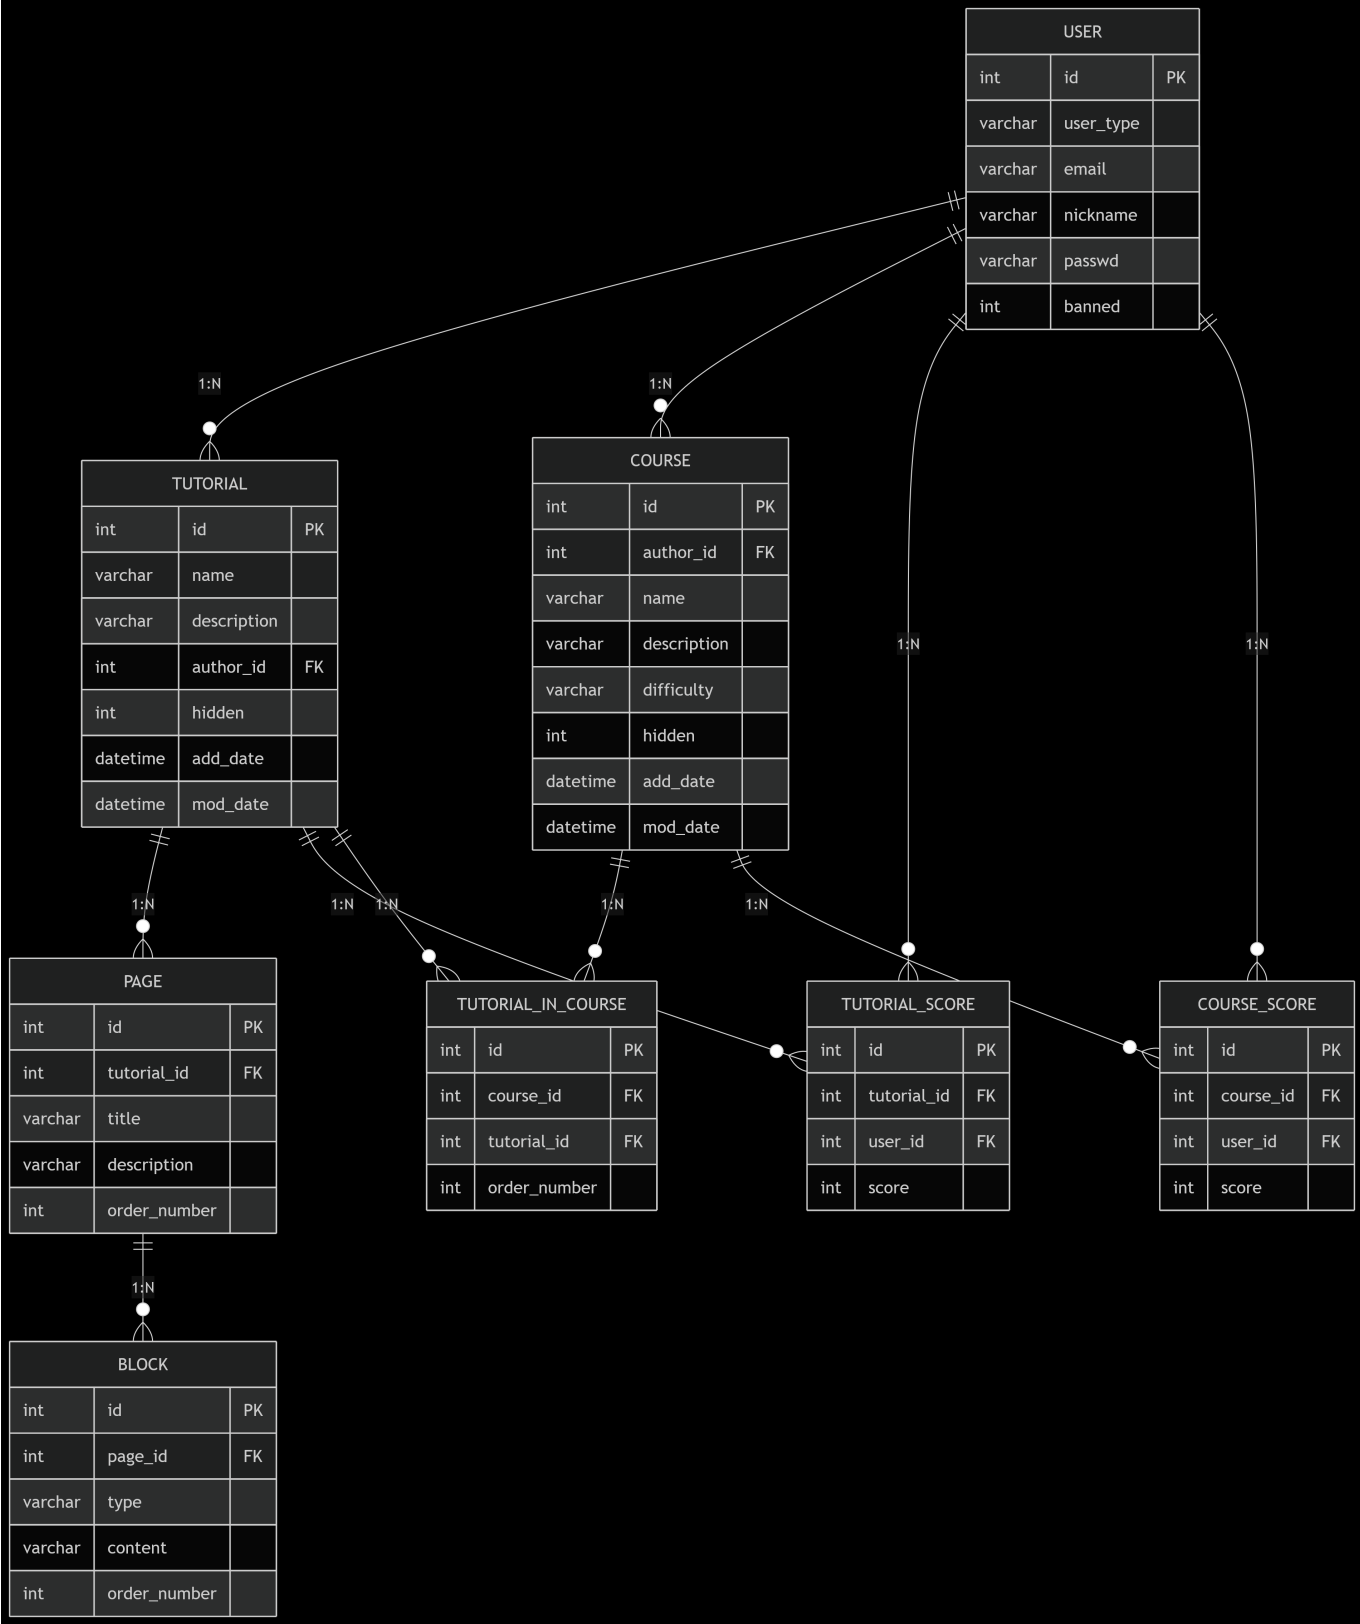 USER
int id PK
varchar user_type
varchar email
varchar nickname
varchar passwd
int banned
1:N
1:N
TUTORIAL
int id PK
varchar name
varchar description
int author_id FK
int hidden
datetime add_date
datetime mod_date
COURSE
int id PK
int author_id FK
varchar name
varchar description
varchar difficulty
int hidden
datetime add_date
datetime mod_date
1:N
1:N
1:N
1:N
1:N
1:N
1:N
PAGE
int id PK
int tutorial_id FK
varchar title
varchar description
int order_number
TUTORIAL_IN_COURSE
int id PK
int course_id FK
int tutorial_id FK
int order_number
TUTORIAL_SCORE
int id PK
int tutorial_id FK
int user_id FK
int score
COURSE_SCORE
int id PK
int course_id FK
int user_id FK
int score
1:N
BLOCK
int id PK
int page_id FK
varchar type
varchar content
int order_number